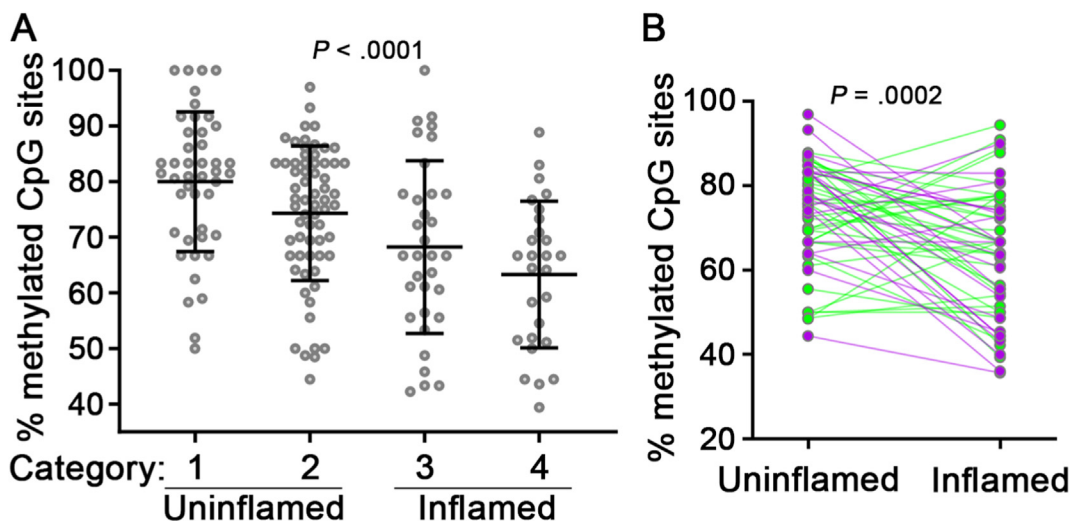 A
P < .0001
% methylated CpG sites
100
90
80
70
60
50
40
Category: 1 2 3 4
Uninflamed Inflamed
B
P = .0002
% methylated CpG sites
100
80
60
40
20
Uninflamed Inflamed